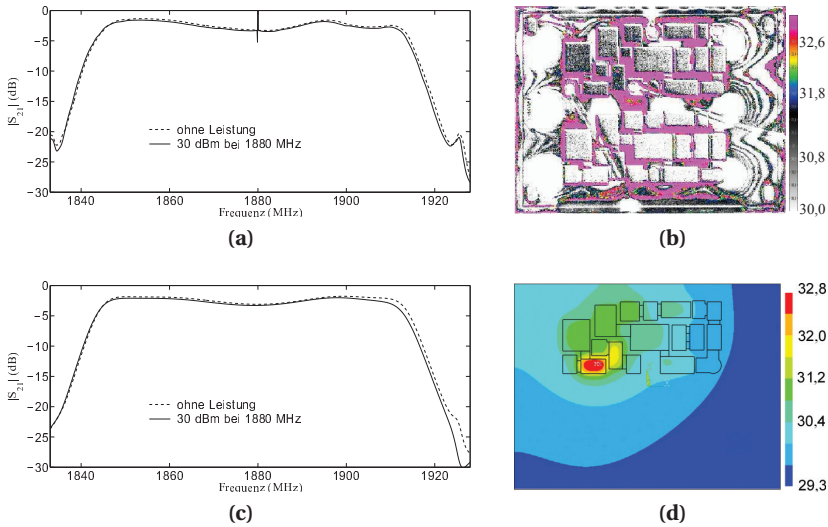 0
−5
−10
−15
−20
−25
−30
|S21| (dB)
ohne Leistung
30 dBm bei 1880 MHz
1840
1860
1880
1900
1920
Frequenz (MHz)
(a)
32,6
31,8
31,2
30,8
30,0
(b)
0
−5
−10
−15
−20
−25
−30
|S21| (dB)
ohne Leistung
30 dBm bei 1880 MHz
1840
1860
1880
1900
1920
Frequenz (MHz)
(c)
32,8
32,0
31,2
30,4
29,3
(d)